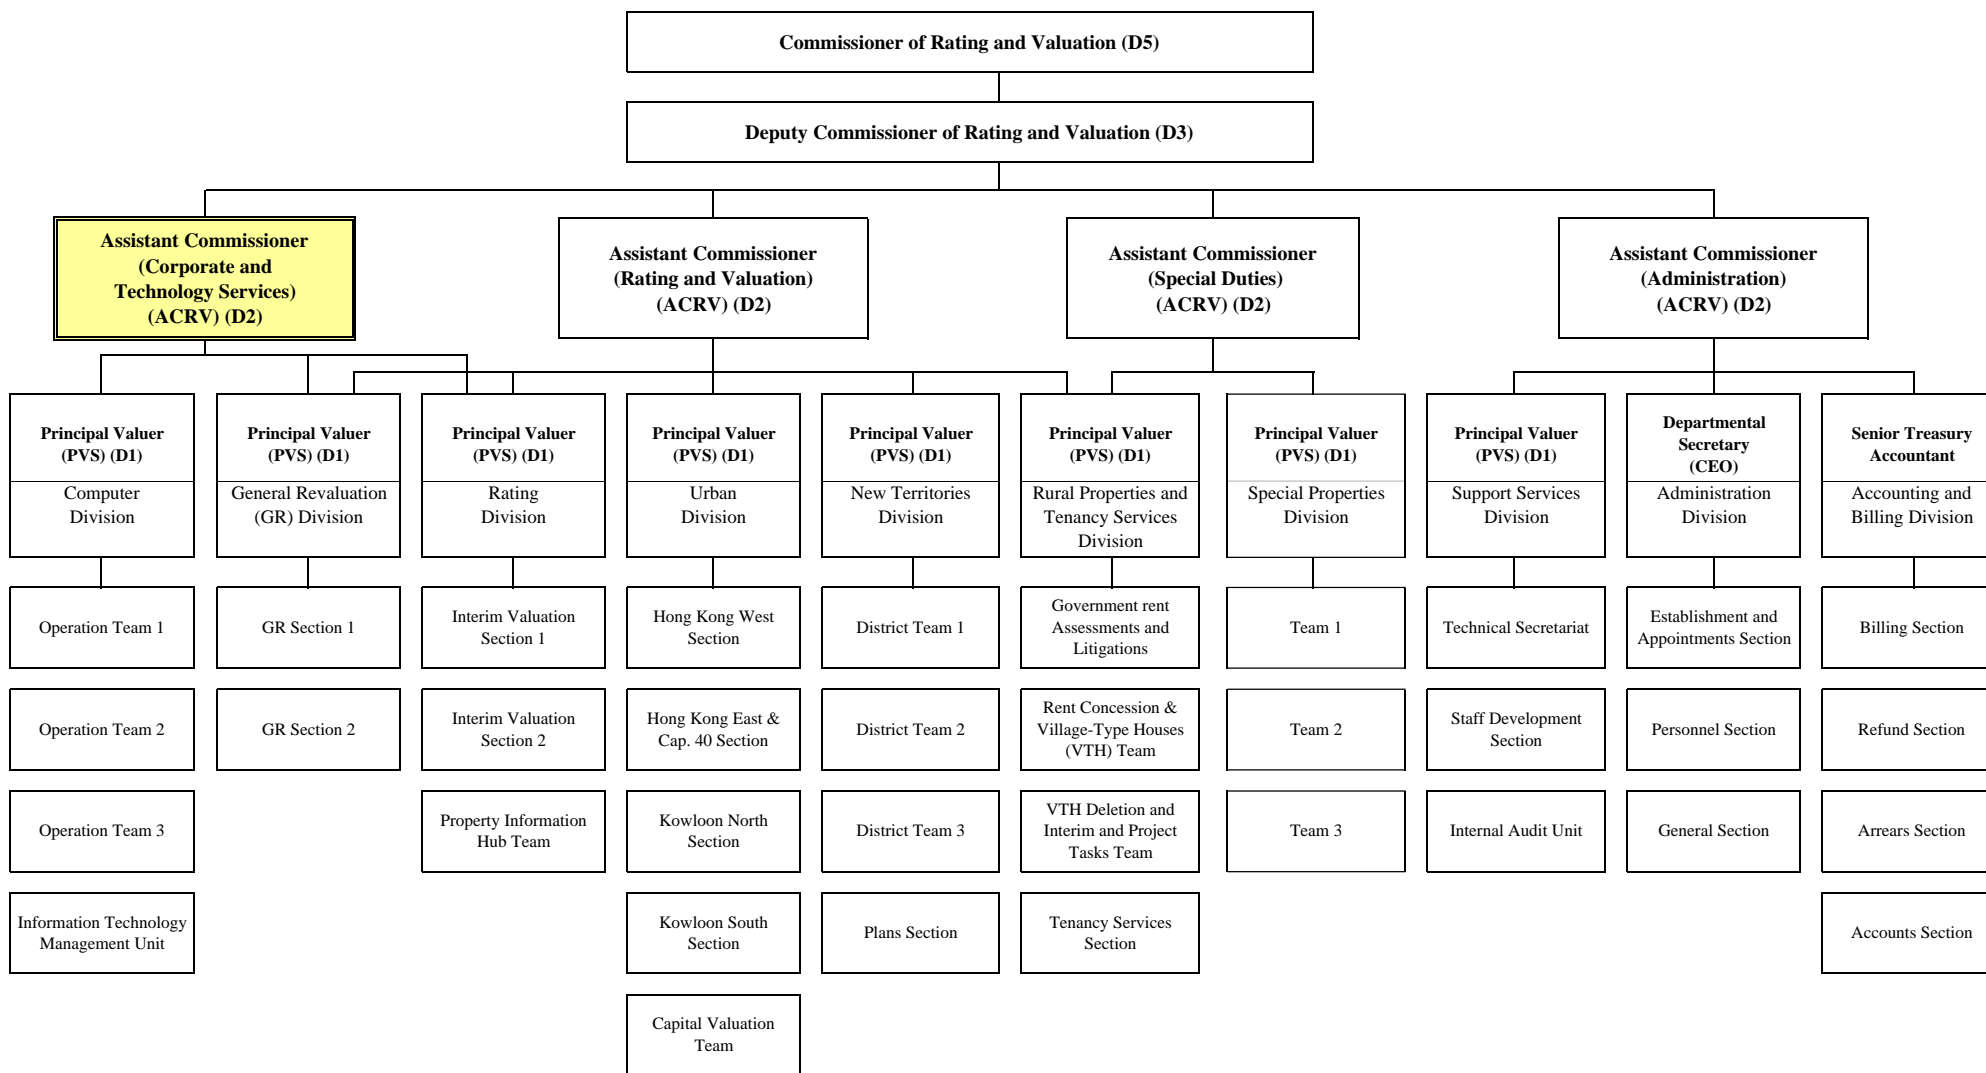 Commissioner of Rating and Valuation (D5)
Deputy Commissioner of Rating and Valuation (D3)
Assistant Commissioner
(Corporate and
Technology Services)
(ACRV) (D2)
Assistant Commissioner
(Rating and Valuation)
(ACRV) (D2)
Assistant Commissioner
(Special Duties)
(ACRV) (D2)
Assistant Commissioner
(Administration)
(ACRV) (D2)
Principal Valuer
(PVS) (D1)
Computer
Division
Principal Valuer
(PVS) (D1)
General Revaluation
(GR) Division
Principal Valuer
(PVS) (D1)
Rating
Division
Principal Valuer
(PVS) (D1)
Urban
Division
Principal Valuer
(PVS) (D1)
New Territories
Division
Principal Valuer
(PVS) (D1)
Rural Properties and
Tenancy Services
Division
Principal Valuer
(PVS) (D1)
Special Properties
Division
Principal Valuer
(PVS) (D1)
Support Services
Division
Departmental
Secretary
(CEO)
Administration
Division
Senior Treasury
Accountant
Accounting and
Billing Division
Operation Team 1
GR Section 1
Interim Valuation
Section 1
Hong Kong West
Section
District Team 1
Government rent
Assessments and
Litigations
Team 1
Technical Secretariat
Establishment and
Appointments Section
Billing Section
Operation Team 2
GR Section 2
Interim Valuation
Section 2
Hong Kong East &
Cap. 40 Section
District Team 2
Rent Concession &
Village-Type Houses
(VTH) Team
Team 2
Staff Development
Section
Personnel Section
Refund Section
Operation Team 3
Property Information
Hub Team
Kowloon North
Section
District Team 3
VTH Deletion and
Interim and Project
Tasks Team
Team 3
Internal Audit Unit
General Section
Arrears Section
Information Technology
Management Unit
Kowloon South
Section
Plans Section
Tenancy Services
Section
Accounts Section
Capital Valuation
Team